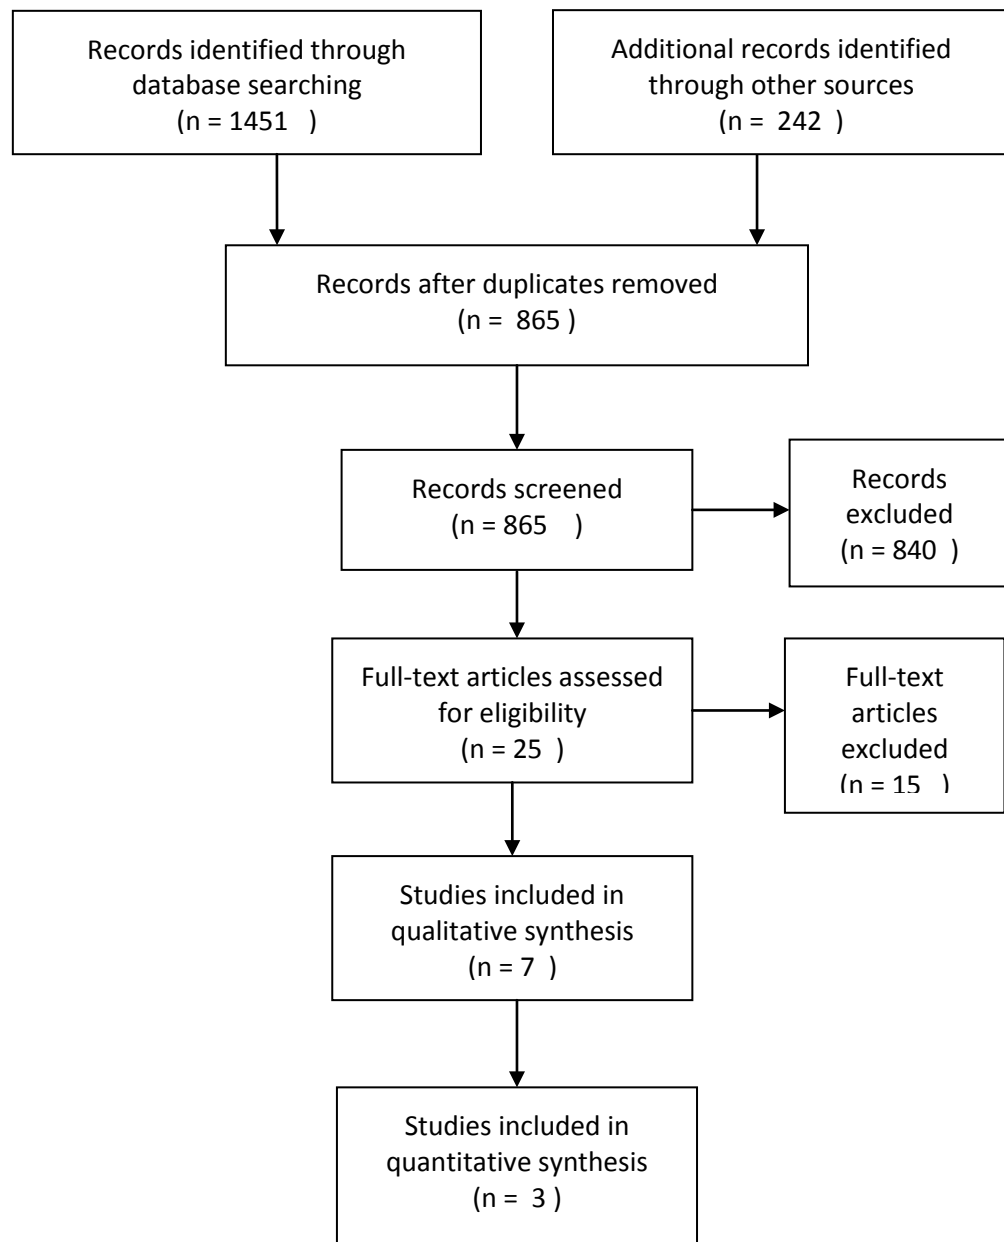 Records identified through
database searching
(n = 1451   )
Additional records identified
through other sources
(n =  242   )
Records after duplicates removed
(n =  865 )
Records screened
(n = 865    )
Records
excluded
(n = 840  )
Full-text articles assessed
for eligibility
(n = 25  )
Full-text
articles
excluded
(n = 15   )
Studies included in
qualitative synthesis
(n = 7  )
Studies included in
quantitative synthesis
(n =  3 )